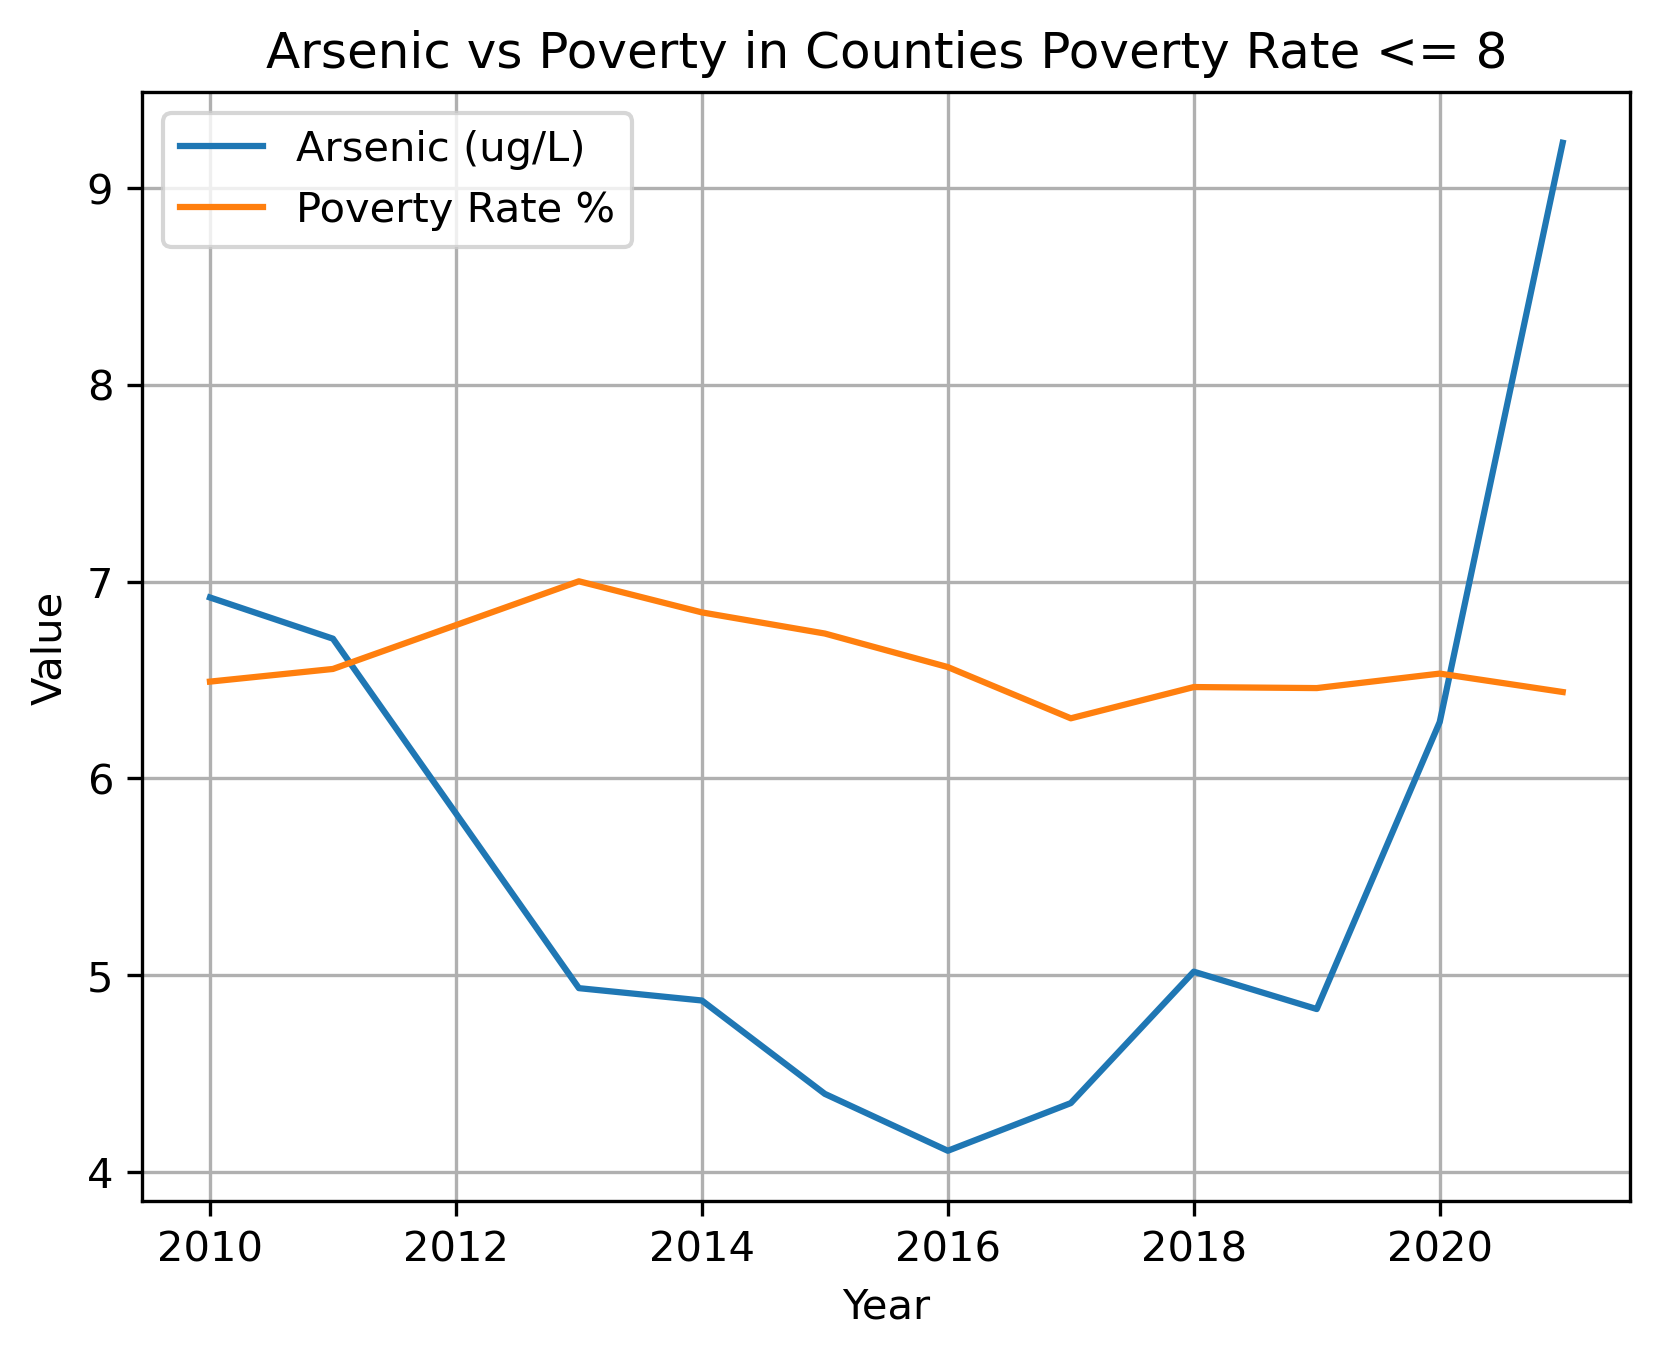 Arsenic vs Poverty in Counties Poverty Rate <= 8
Arsenic (ug/L)
Poverty Rate %
9
8
7
6
5
4
Value
2010 2012 2014 2016 2018 2020
Year